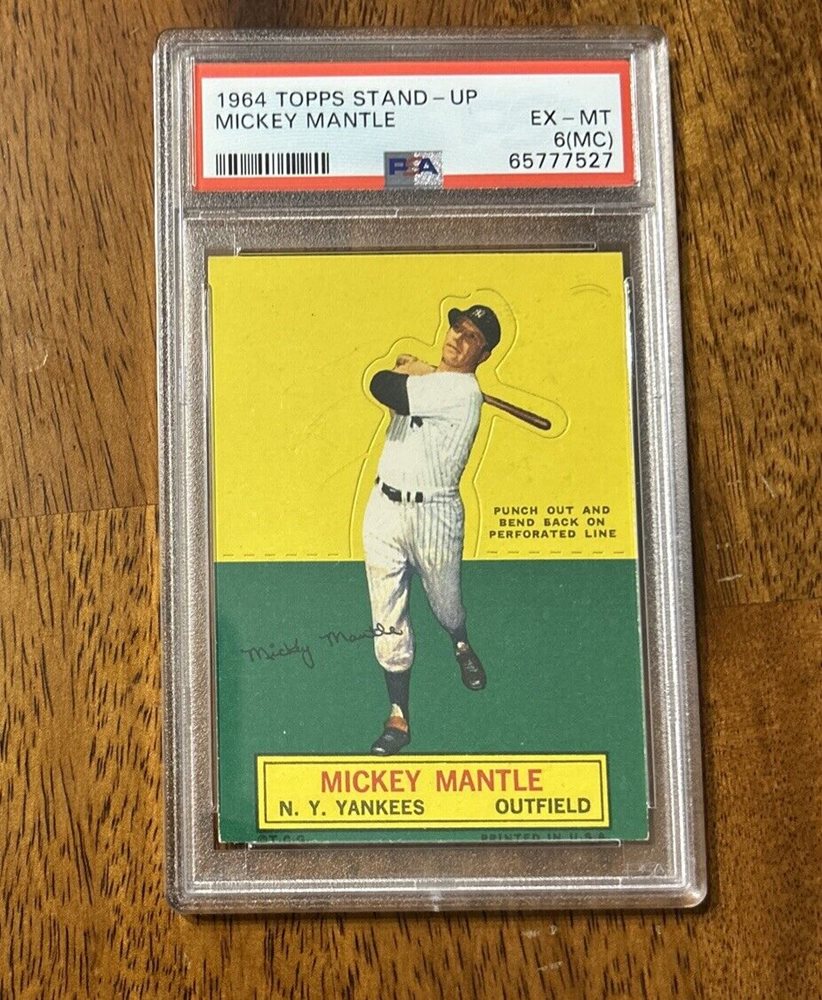 1964 TOPPS STAND-UP
MICKEY MANTLE EX-MT
6(MC)
PSA 65777527
NY
PUNCH OUT AND
BEND BACK ON
PERFORATED LINE
Mickey Mantle
MICKEY MANTLE
N. Y. YANKEES OUTFIELD
©T.C.G. PRINTED IN U.S.A.